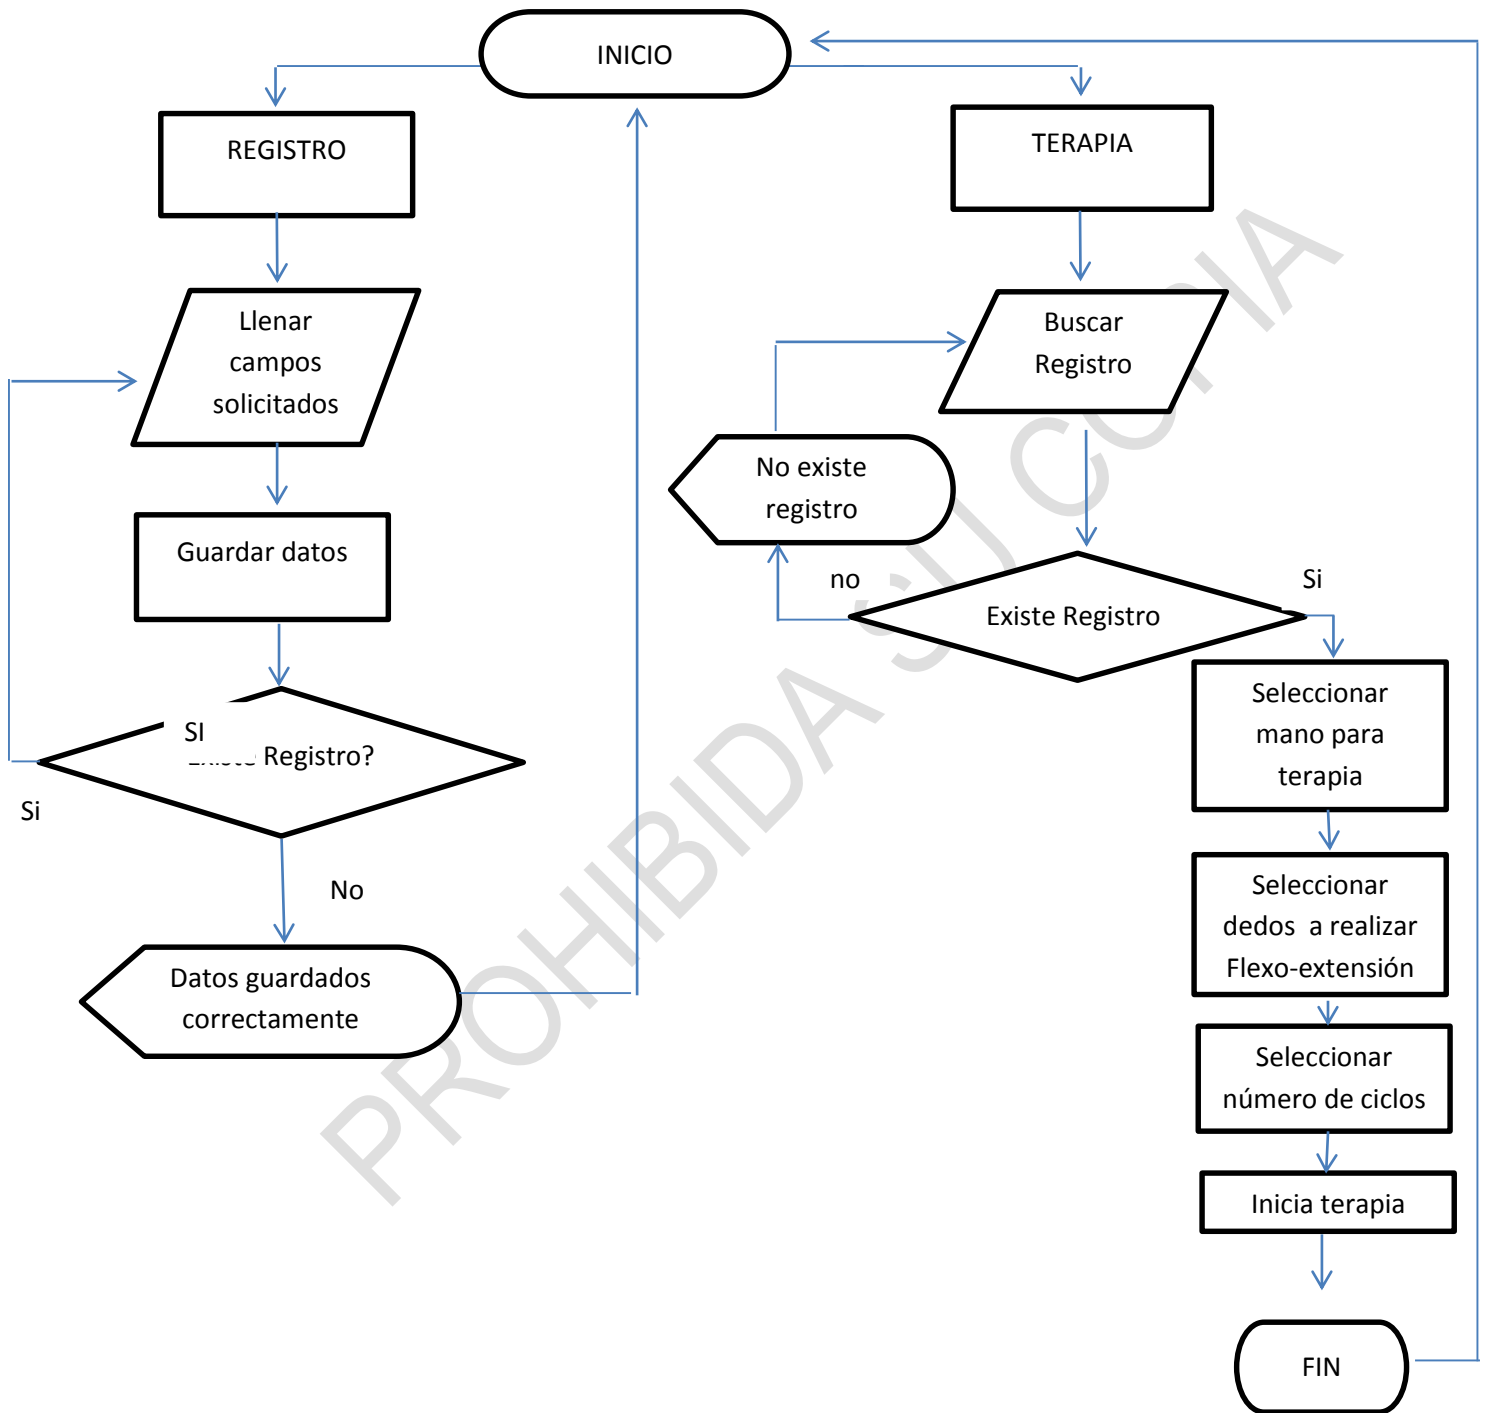 INICIO
REGISTRO
Llenar
campos
solicitados
Guardar datos
SI
Existe Registro?
Si
No
Datos guardados
correctamente
TERAPIA
Buscar
Registro
No existe
registro
no
Existe Registro
Si
Seleccionar
mano para
terapia
Seleccionar
dedos a realizar
Flexo-extensión
Seleccionar
número de ciclos
Inicia terapia
FIN
PROHIBIDA SU COPIA